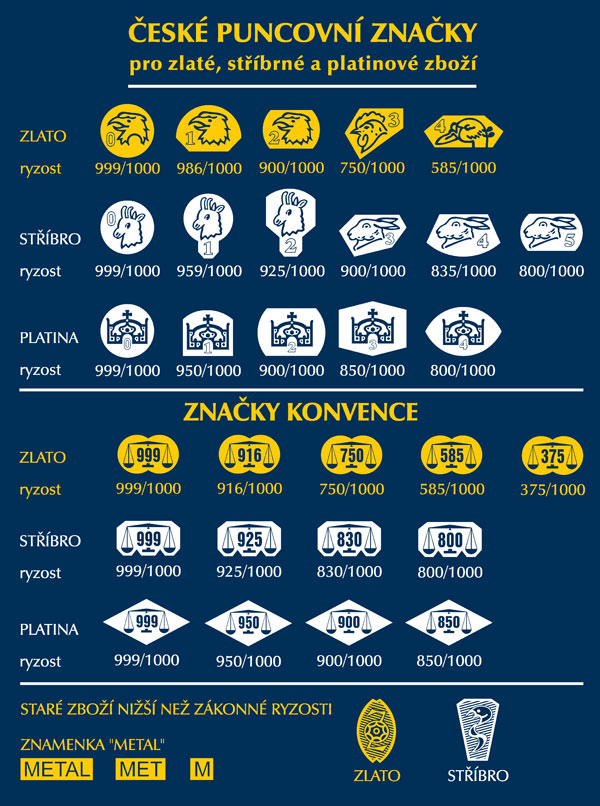 ČESKÉ PUNCOVNÍ ZNAČKY
pro zlaté, stříbrné a platinové zboží
ZLATO 0 1 2 3 4
ryzost 999/1000 986/1000 900/1000 750/1000 585/1000
STŘÍBRO 0 1 2 3 4 5
ryzost 999/1000 959/1000 925/1000 900/1000 835/1000 800/1000
PLATINA 0 1 2 3 4
ryzost 999/1000 950/1000 900/1000 850/1000 800/1000
ZNAČKY KONVENCE
ZLATO 999 916 750 585 375
ryzost 999/1000 916/1000 750/1000 585/1000 375/1000
STŘÍBRO 999 925 830 800
ryzost 999/1000 925/1000 830/1000 800/1000
PLATINA 999 950 900 850
ryzost 999/1000 950/1000 900/1000 850/1000
STARÉ ZBOŽÍ NIŽŠÍ NEŽ ZÁKONNÉ RYZOSTI
ZNAMENKA "METAL"
METAL MET M
ZLATO STŘÍBRO